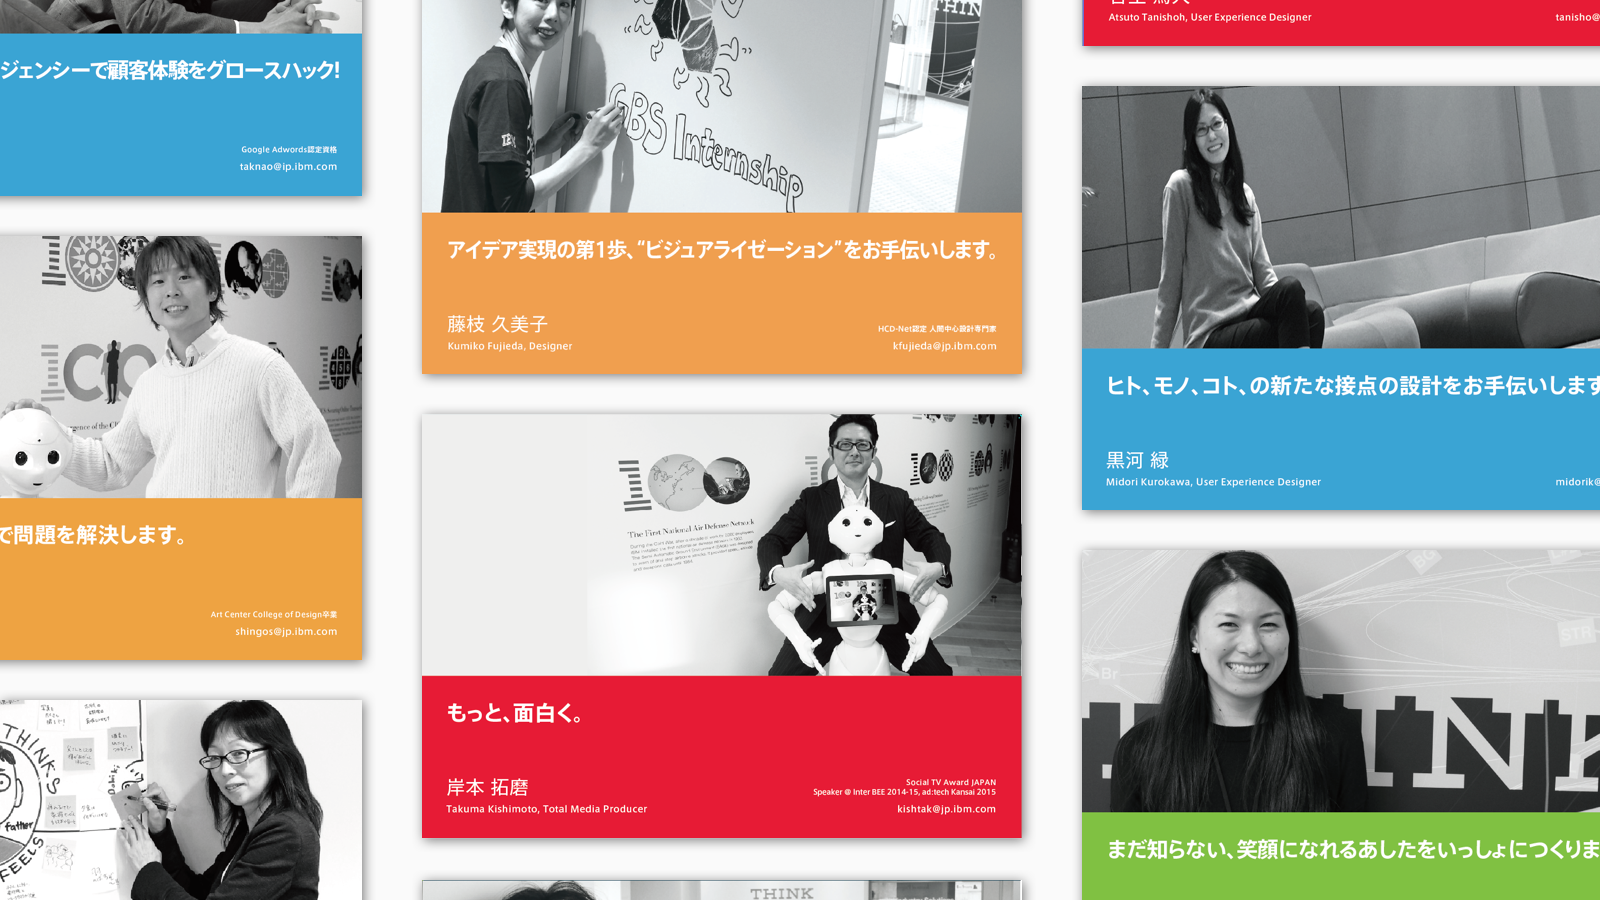 ジェンシーで顧客体験をグロースハック!
Google Adwords認定資格
taknao@jp.ibm.com
で問題を解決します。
Art Center College of Design卒業
shingos@jp.ibm.com
THINKS
father
FEELS
THINK
GBS Internship
アイデア実現の第1歩、“ビジュアライゼーション”をお手伝いします。
藤枝 久美子
Kumiko Fujieda, Designer
HCD-Net認定 人間中心設計専門家
kfujieda@jp.ibm.com
The First National Air Defense Network
もっと、面白く。
岸本 拓磨
Takuma Kishimoto, Total Media Producer
Social TV Award JAPAN
Speaker @ Inter BEE 2014-15, ad:tech Kansai 2015
kishtak@jp.ibm.com
THINK
Atsuto Tanishoh, User Experience Designer
tanisho@
ヒト、モノ、コト、の新たな接点の設計をお手伝いします
黒河 緑
Midori Kurokawa, User Experience Designer
midorik@
Br
STR
THINK
まだ知らない、笑顔になれるあしたをいっしょにつくりま